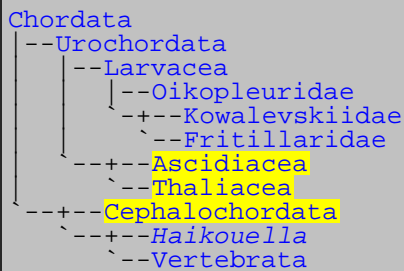 Chordata
|--Urochordata
|  |--Larvacea
|  |  |--Oikopleuridae
|  |  `--+--Kowalevskiidae
|  |     `--Fritillaridae
|  `--+--Ascidiacea
|     `--Thaliacea
`--+--Cephalochordata
   `--+--Haikouella
      `--Vertebrata